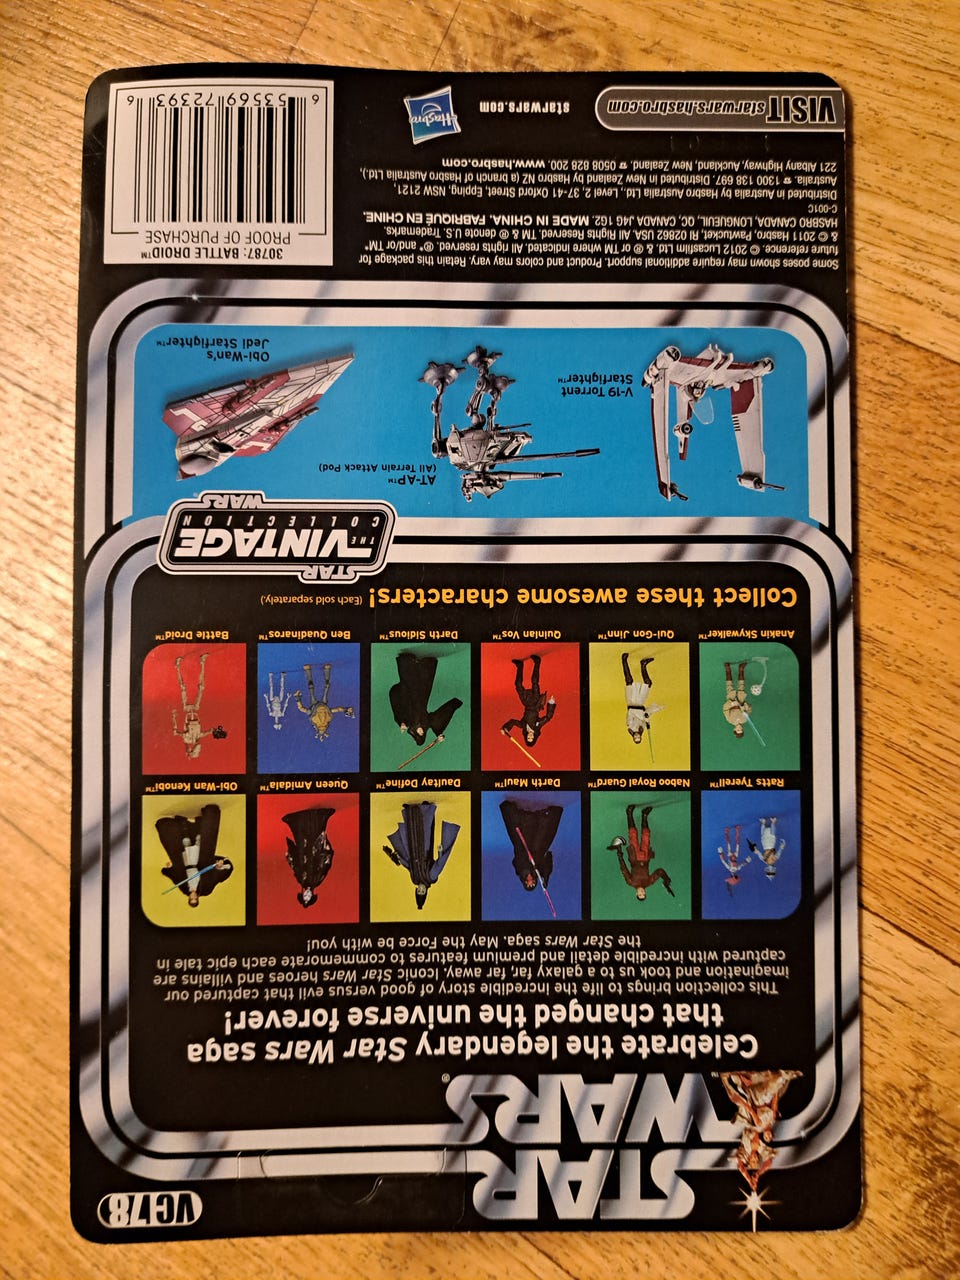 STAR
WARS®
VC78
Celebrate the legendary Star Wars saga
that changed the universe forever!
This collection brings to life the incredible story of good versus evil that captured our
imagination and took us to a galaxy far, far away. Iconic Star Wars heroes and villains are
captured with incredible detail and premium features to commemorate each epic tale in
the Star Wars saga. May the Force be with you!
Ratts Tyerell™ Naboo Royal Guard™ Darth Maul™ Daultay Dofine™ Queen Amidala™ Obi-Wan Kenobi™
Anakin Skywalker™ Qui-Gon Jinn™ Quinlan Vos™ Darth Sidious™ Ben Quadinaros™ Battle Droid™
Collect these awesome characters! (Each sold separately.)
STAR
THE VINTAGE
COLLECTION
WARS
V-19 Torrent
Starfighter™
AT-AP™
(All Terrain Attack Pod)
Obi-Wan's
Jedi Starfighter™
Some poses shown may require additional support. Product and colors may vary. Retain this package for
future reference. © 2012 Lucasfilm Ltd. & ® or TM where indicated. All rights reserved. ®* and/or TM*
& © 2011 Hasbro, Pawtucket, RI 02862 USA. All Rights Reserved. TM & ® denote U.S. Trademarks.
HASBRO CANADA, LONGUEUIL, QC, CANADA J4G 1G2. MADE IN CHINA. FABRIQUÉ EN CHINE.
C-001C
Distributed in Australia by Hasbro Australia Ltd., Level 2, 37-41 Oxford Street, Epping, NSW 2121,
Australia. ☎ 1300 138 697. Distributed in New Zealand by Hasbro NZ (a branch of Hasbro Australia Ltd.),
221 Albany Highway, Auckland, New Zealand. ☎ 0508 828 200. www.hasbro.com
VISIT starwars.hasbro.com
starwars.com
Hasbro
30787: BATTLE DROID™
PROOF OF PURCHASE
6 53569 72393 6